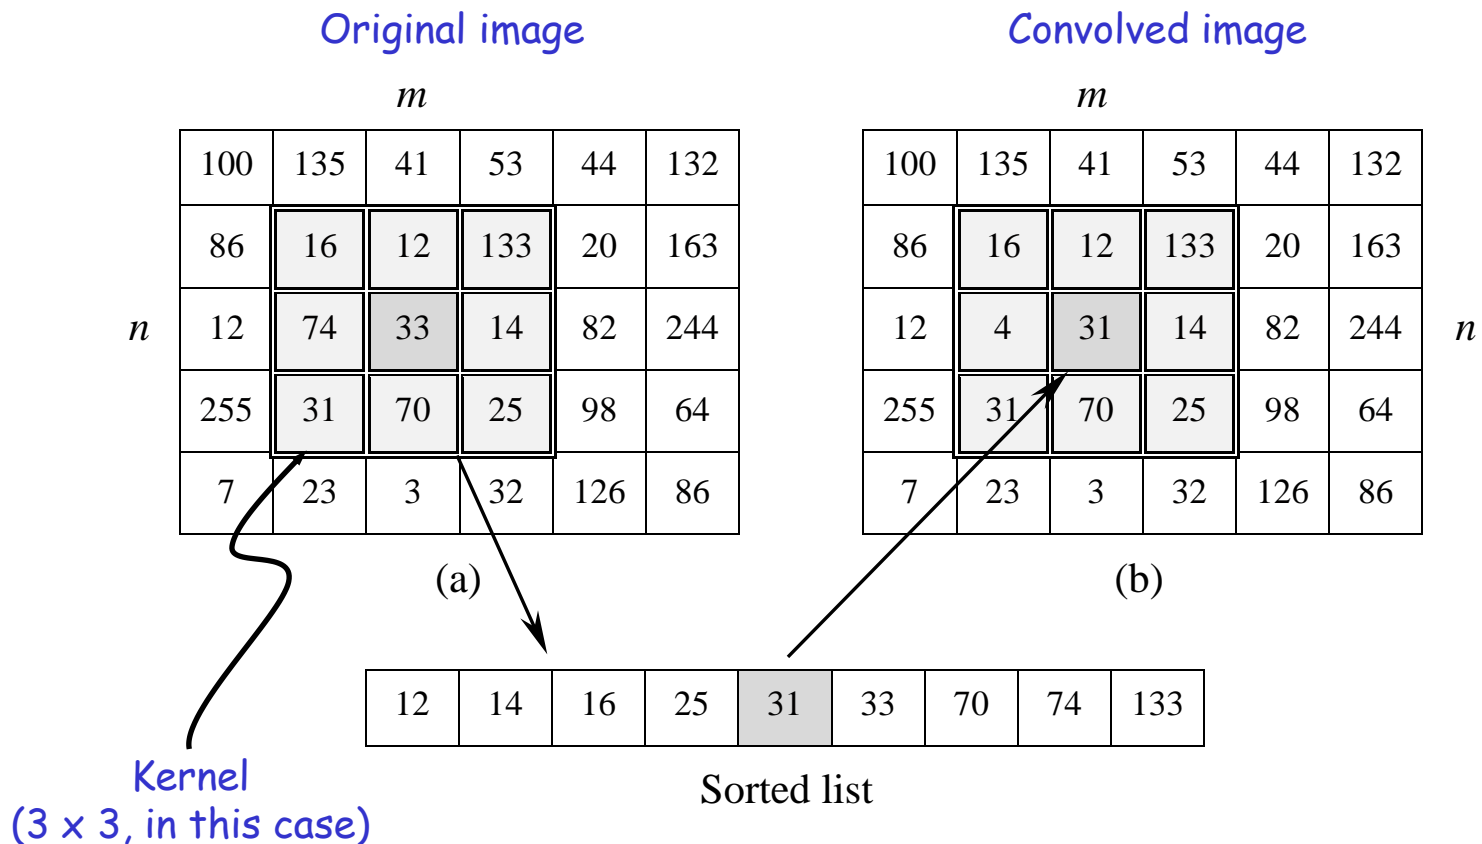 Original image Convolved image
m m
100 135 41 53 44 132 100 135 41 53 44 132
86 16 12 133 20 163 86 16 12 133 20 163
n 12 74 33 14 82 244 12 4 31 14 82 244 n
255 31 70 25 98 64 255 31 70 25 98 64
7 23 3 32 126 86 7 23 3 32 126 86
(a) (b)
12 14 16 25 31 33 70 74 133
Sorted list
Kernel
(3 x 3, in this case)